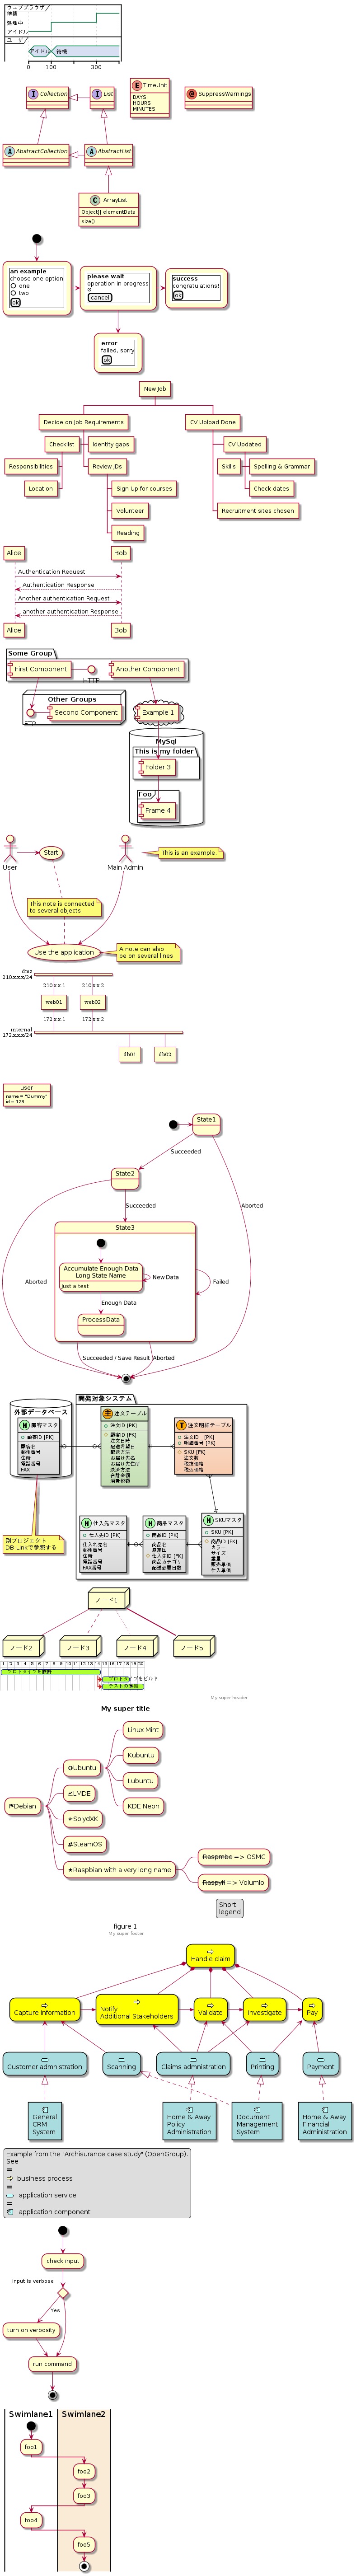 ウェブブラウザ
待機
処理中
アイドル
ユーザ
アイドル 待機
0 100 300
Collection
List
TimeUnit
DAYS
HOURS
MINUTES
SuppressWarnings
AbstractCollection
AbstractList
ArrayList
Object[] elementData
size()
an example
choose one option
one
two
ok
please wait
operation in progress
cancel
success
congratulations!
ok
error
failed, sorry
ok
New Job
Decide on Job Requirements
CV Upload Done
Checklist
Identity gaps
CV Updated
Responsibilities
Review JDs
Skills
Spelling & Grammar
Location
Sign-Up for courses
Check dates
Volunteer
Recruitment sites chosen
Reading
Alice
Bob
Authentication Request
Authentication Response
Another authentication Request
another authentication Response
Alice
Bob
Some Group
First Component
HTTP
Another Component
Other Groups
FTP
Second Component
Example 1
MySql
This is my folder
Folder 3
Foo
Frame 4
User
Start
Main Admin
This is an example.
This note is connected
to several objects.
Use the application
A note can also
be on several lines
dmz
210.x.x.x/24
210.x.x.1
210.x.x.2
web01
web02
172.x.x.1
172.x.x.2
internal
172.x.x.x/24
db01
db02
user
name = "Dummy"
id = 123
State1
Succeeded
State2
Succeeded
Aborted
State3
Aborted
Accumulate Enough Data
Long State Name
Just a test
New Data
Failed
Enough Data
ProcessData
Succeeded / Save Result
Aborted
外部データベース
H 顧客マスタ
顧客ID [PK]
顧客名
郵便番号
住所
電話番号
FAX
別プロジェクト
DB-Linkで参照する
開発対象システム
主 注文テーブル
注文ID [PK]
顧客ID [PK]
注文日時
配送希望日
配送方法
お届け先名
お届け先住所
決済方法
合計金額
消費税額
T 注文明細テーブル
注文ID [PK]
明細番号 [PK]
SKU [PK]
注文数
税抜価格
税込価格
H 仕入先マスタ
仕入先ID [PK]
仕入れ先名
郵便番号
住所
電話番号
FAX番号
H 商品マスタ
商品ID [PK]
商品名
原産国
仕入先ID [PK]
商品カテゴリ
配送必要日数
H SKUマスタ
SKU [PK]
商品ID [PK]
カラー
サイズ
重量
販売単価
仕入単価
ノード1
ノード2
ノード3
ノード4
ノード5
1 2 3 4 5 6 7 8 9 10 11 12 13 14 15 16 17 18 19 20
プロトタイプを設計
プロトタイプをビルド
テストの準備
My super header
My super title
Debian
Ubuntu
Linux Mint
Kubuntu
Lubuntu
KDE Neon
LMDE
SolydXK
SteamOS
Raspbian with a very long name
Raspmbc => OSMC
Raspyfi => Volumio
Short
legend
figure 1
My super footer
Handle claim
Capture Information
Notify
Additional Stakeholders
Validate
Investigate
Pay
Customer admnistration
Scanning
Claims admnistration
Printing
Payment
General
CRM
System
Home & Away
Policy
Administration
Document
Management
System
Home & Away
Financial
Administration
Example from the "Archisurance case study" (OpenGroup).
See
=
:business process
=
: application service
=
: application component
check input
input is verbose
Yes
turn on verbosity
run command
Swimlane1
Swimlane2
foo1
foo2
foo3
foo4
foo5